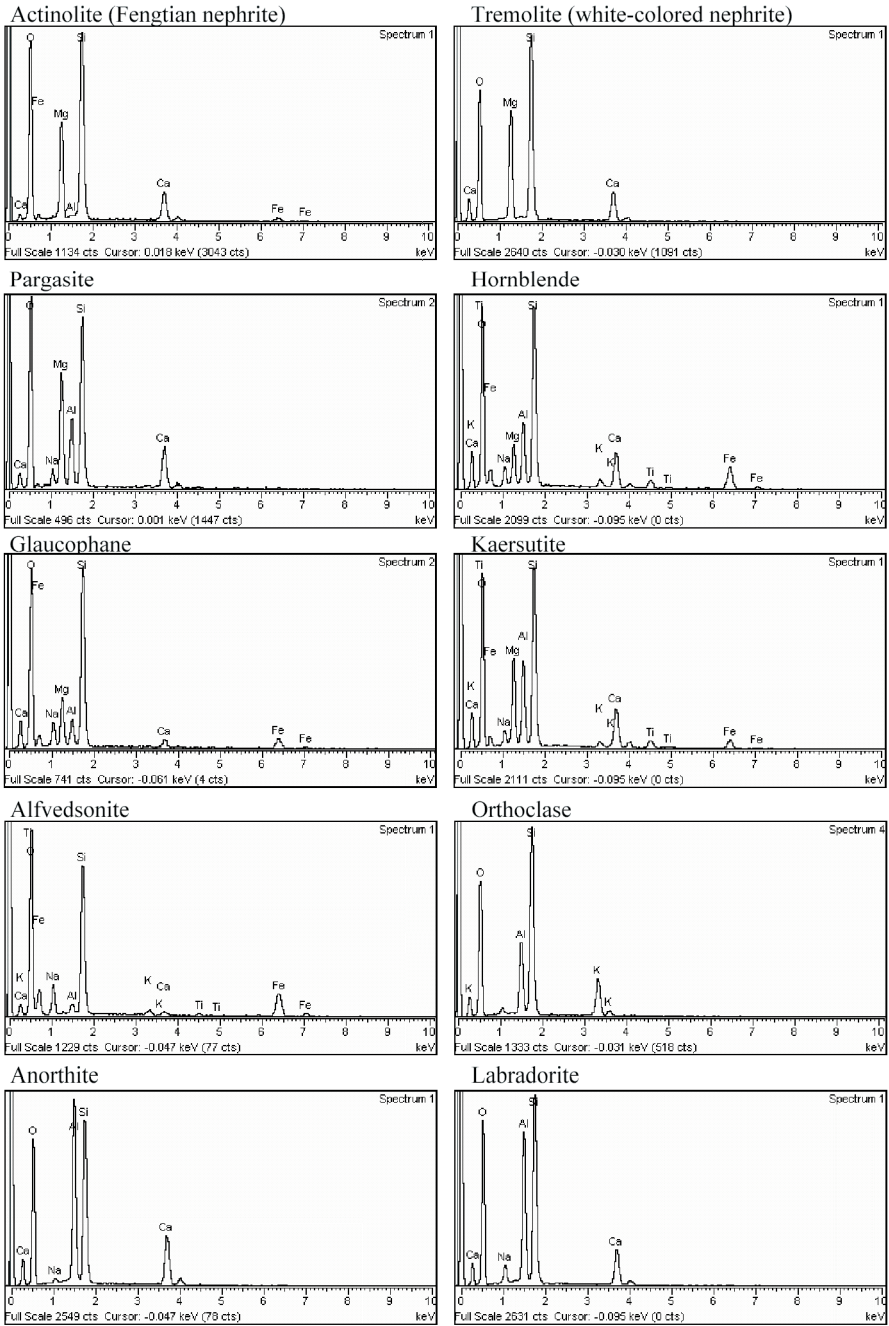 Actinolite (Fengtian nephrite)
Spectrum 1
O
Si
Fe
Mg
Ca
Al
Ca
Fe
Fe
0 1 2 3 4 5 6 7 8 9 10
Full Scale 1134 cts Cursor: 0.016 keV (3043 cts)
keV
Tremolite (white-colored nephrite)
Spectrum 1
Si
O
Mg
Ca
Ca
0 1 2 3 4 5 6 7 8 9 10
Full Scale 2640 cts Cursor: -0.030 keV (1091 cts)
keV
Pargasite
Spectrum 2
O
Si
Mg
Al
Ca
Na
Ca
0 1 2 3 4 5 6 7 8 9 10
Full Scale 496 cts Cursor: 0.001 keV (1447 cts)
keV
Hornblende
Spectrum 1
Ti
Si
O
Fe
K
Mg
Al
Ca
Na
K
Ca
K
Ti
Ti
Fe
Fe
0 1 2 3 4 5 6 7 8 9 10
Full Scale 2099 cts Cursor: -0.095 keV (0 cts)
keV
Glaucophane
Spectrum 2
O
Si
Fe
Mg
Ca
Na
Al
Ca
Fe
Fe
0 1 2 3 4 5 6 7 8 9 10
Full Scale 741 cts Cursor: -0.061 keV (4 cts)
keV
Kaersutite
Spectrum 1
Ti
Si
O
Al
Fe
Mg
K
Ca
Na
K
Ca
K
Ti
Ti
Fe
Fe
0 1 2 3 4 5 6 7 8 9 10
Full Scale 2111 cts Cursor: -0.095 keV (0 cts)
keV
Alfvedsonite
Spectrum 1
Ti
O
Si
Fe
K
Na
Ca
Al
K
Ca
K
Ti
Ti
Fe
Fe
0 1 2 3 4 5 6 7 8 9 10
Full Scale 1229 cts Cursor: -0.047 keV (77 cts)
keV
Orthoclase
Spectrum 4
Si
O
Al
K
K
K
0 1 2 3 4 5 6 7 8 9 10
Full Scale 1333 cts Cursor: -0.031 keV (518 cts)
keV
Anorthite
Spectrum 1
Si
Al
O
Ca
Ca
Na
0 1 2 3 4 5 6 7 8 9 10
Full Scale 2549 cts Cursor: -0.047 keV (76 cts)
keV
Labradorite
Spectrum 1
Si
O
Al
Ca
Na
Ca
0 1 2 3 4 5 6 7 8 9 10
Full Scale 2631 cts Cursor: -0.095 keV (0 cts)
keV